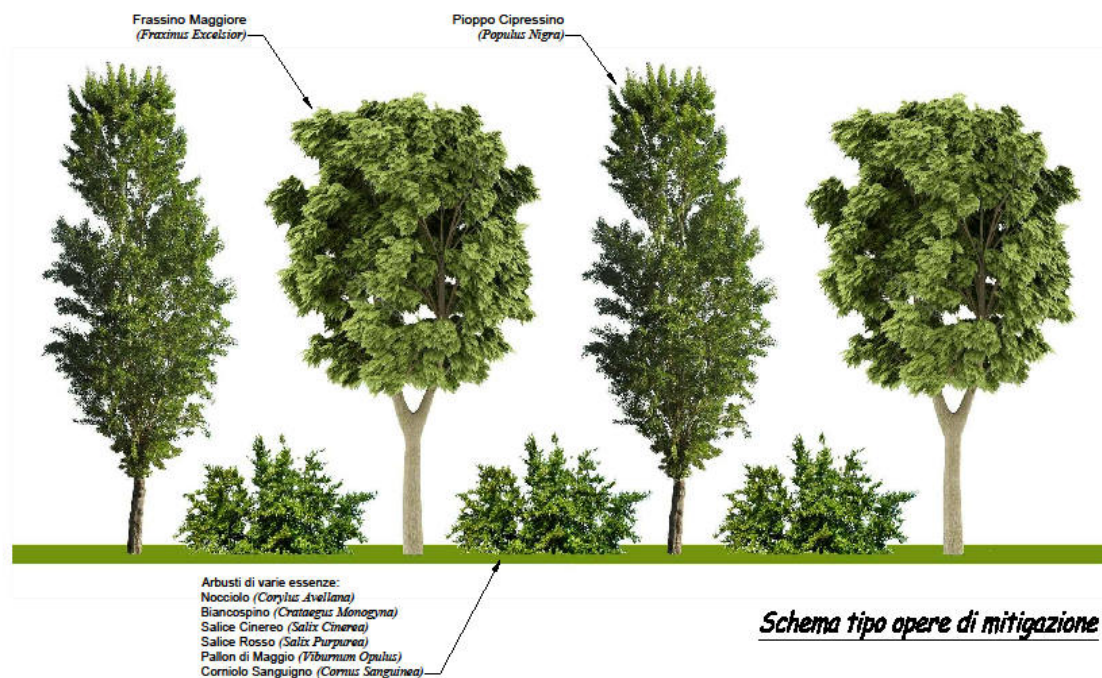 Frassino Maggiore
(Fraxinus Excelsior)
Pioppo Cipressino
(Populus Nigra)
Arbusti di varie essenze:
Nocciolo (Corylus Avellana)
Biancospino (Crataegus Monogyna)
Salice Cinereo (Salix Cinerea)
Salice Rosso (Salix Purpurea)
Pallon di Maggio (Viburnum Opulus)
Corniolo Sanguigno (Cornus Sanguinea)
Schema tipo opere di mitigazione